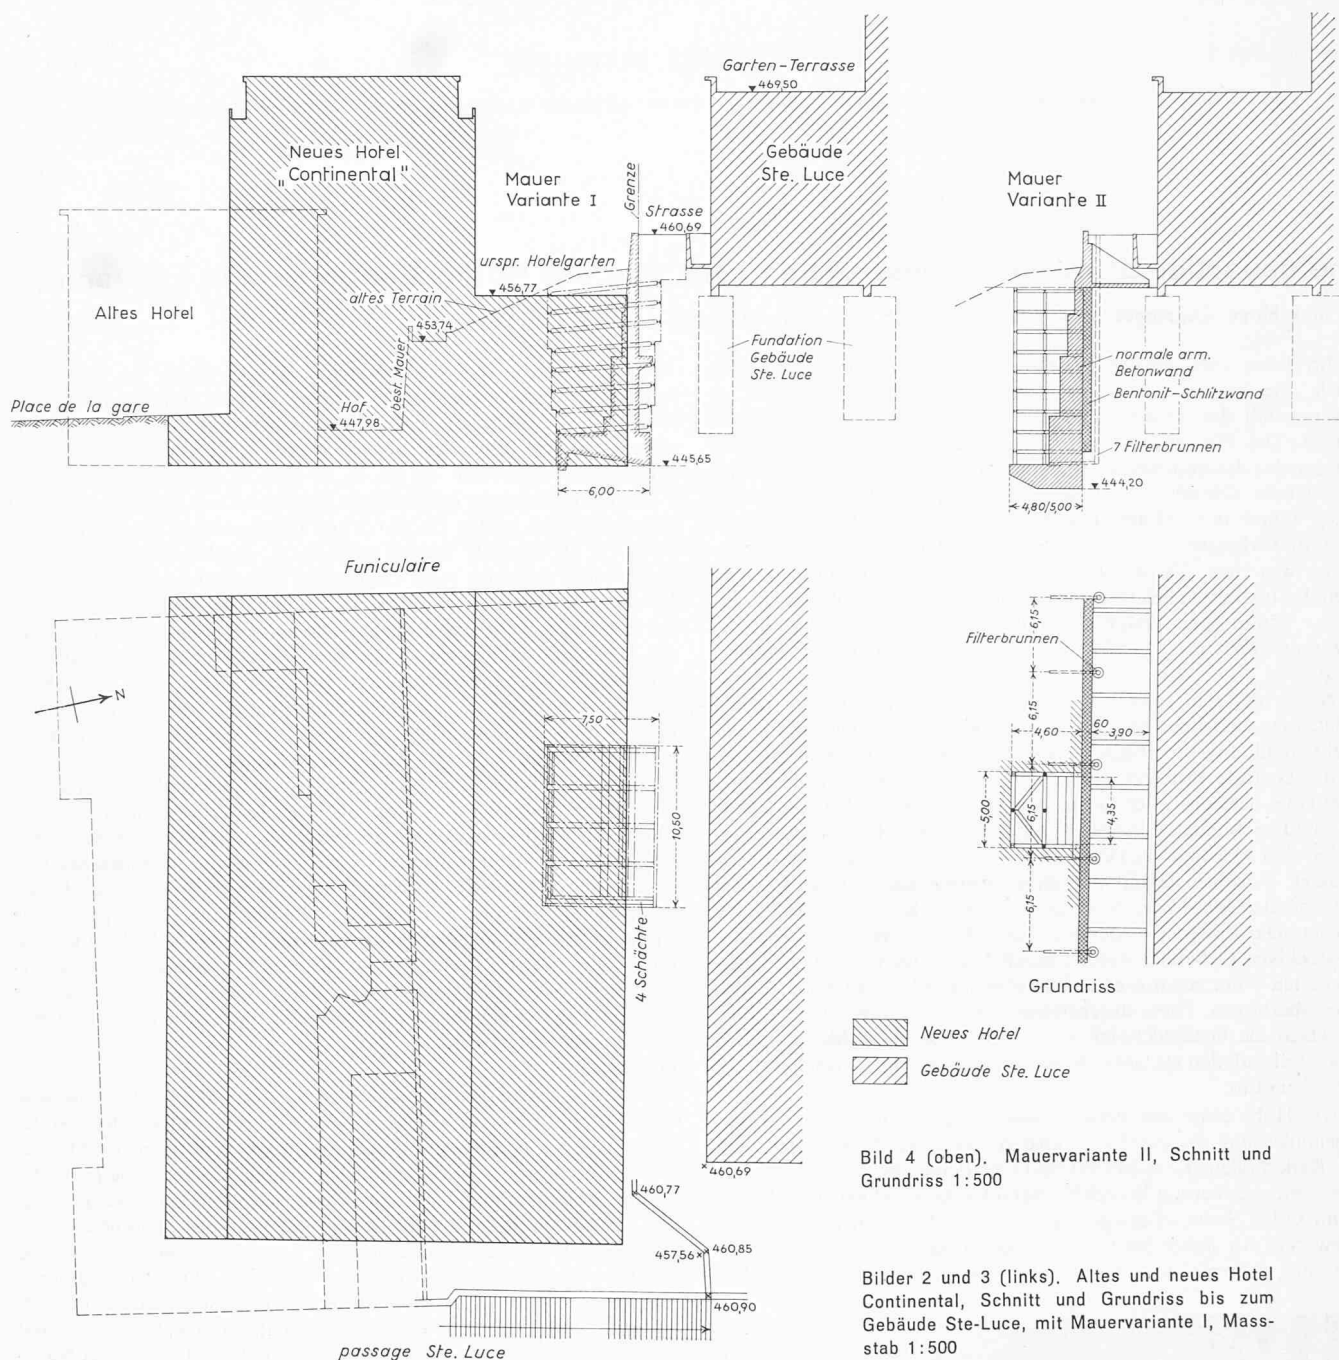 Garten-Terrasse
469,50
Neues Hotel
"Continental"
Mauer
Variante I
Grenze
Strasse
460,69
Gebäude
Ste. Luce
Mauer
Variante II
urspr. Hotelgarten
456,77
altes Terrain
Altes Hotel
453,74
best. Mauer
Fundation
Gebäude
Ste. Luce
normale arm.
Betonwand
Bentonit-Schlitzwand
Place de la gare
Hof
447,98
7 Filterbrunnen
445,65
444,20
6,00
4,80/5,00
Funiculaire
N
7,50
10,50
4 Schächte
6,15
Filterbrunnen
6,15
4,60
60
3,90
5,00
6,15
4,35
6,15
Grundriss
Neues Hotel
Gebäude Ste. Luce
460,69
460,77
457,56
460,85
460,90
passage Ste. Luce
Bild 4 (oben). Mauervariante II, Schnitt und
Grundriss 1:500
Bilder 2 und 3 (links). Altes und neues Hotel
Continental, Schnitt und Grundriss bis zum
Gebäude Ste-Luce, mit Mauervariante I, Mass-
stab 1:500